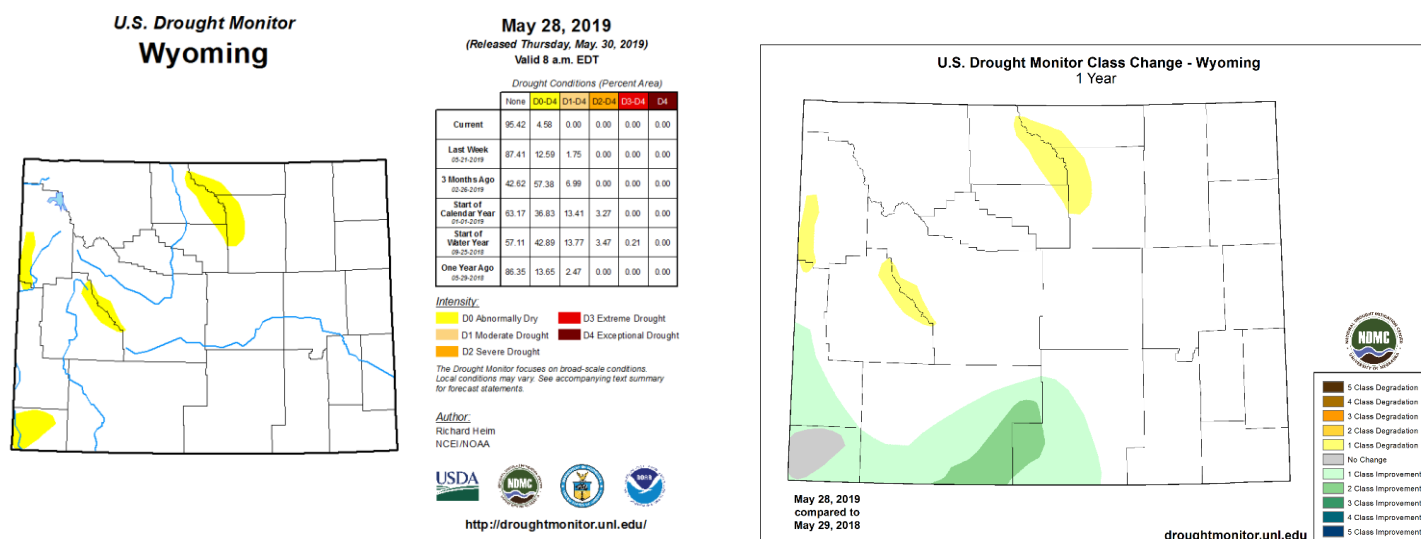 U.S. Drought Monitor
Wyoming
May 28, 2019
(Released Thursday, May. 30, 2019)
Valid 8 a.m. EDT
Drought Conditions (Percent Area)
None D0-D4 D1-D4 D2-D4 D3-D4 D4
Current 95.42 4.58 0.00 0.00 0.00 0.00
Last Week 05-21-2019 87.41 12.59 1.75 0.00 0.00 0.00
3 Months Ago 02-26-2019 42.62 57.38 6.99 0.00 0.00 0.00
Start of Calendar Year 01-01-2019 63.17 36.83 13.41 3.27 0.00 0.00
Start of Water Year 09-25-2018 57.11 42.89 13.77 3.47 0.21 0.00
One Year Ago 05-29-2018 86.35 13.65 2.47 0.00 0.00 0.00
Intensity:
D0 Abnormally Dry
D1 Moderate Drought
D2 Severe Drought
D3 Extreme Drought
D4 Exceptional Drought
The Drought Monitor focuses on broad-scale conditions.
Local conditions may vary. See accompanying text summary
for forecast statements.
Author:
Richard Heim
NCEI/NOAA
USDA
NDMC
http://droughtmonitor.unl.edu/
U.S. Drought Monitor Class Change - Wyoming
1 Year
May 28, 2019
compared to
May 29, 2018
droughtmonitor.unl.edu
NDMC
5 Class Degradation
4 Class Degradation
3 Class Degradation
2 Class Degradation
1 Class Degradation
No Change
1 Class Improvement
2 Class Improvement
3 Class Improvement
4 Class Improvement
5 Class Improvement